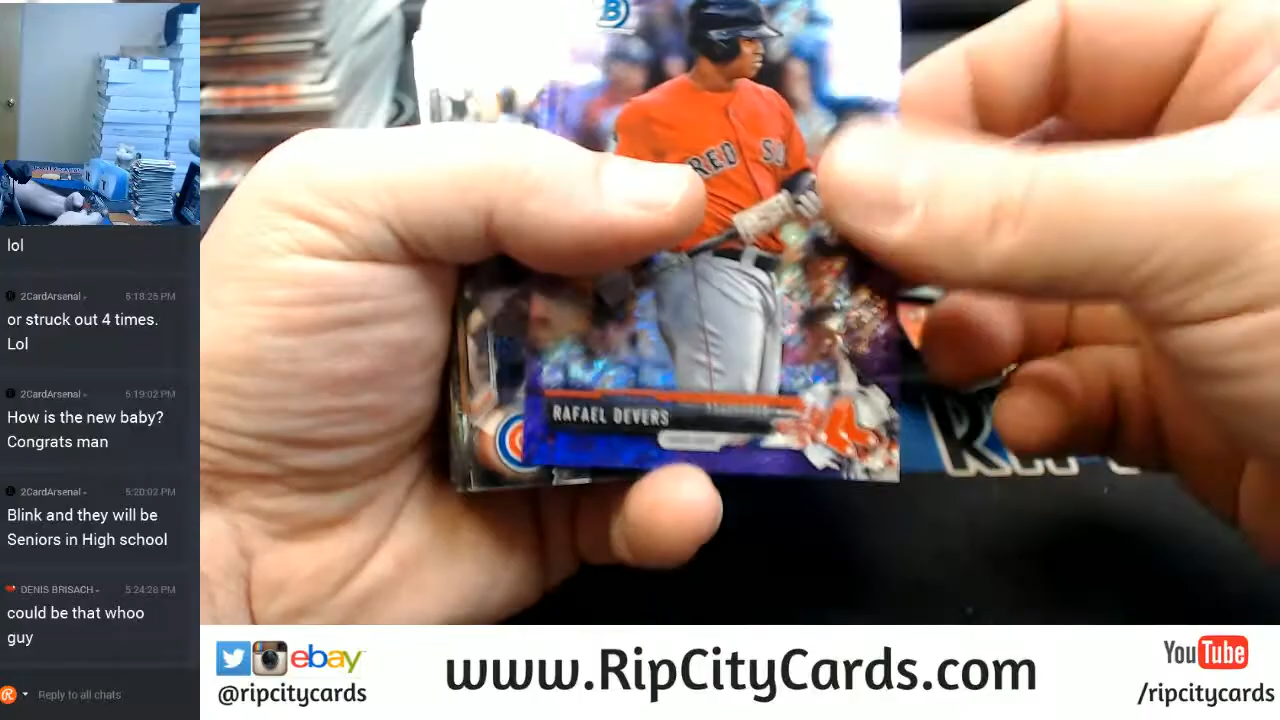 lol
2CardArsenal 5:18:25 PM
or struck out 4 times.
Lol
2CardArsenal 5:19:02 PM
How is the new baby?
Congrats man
2CardArsenal 5:20:02 PM
Blink and they will be
Seniors in High school
DENIS BRISACH 5:24:28 PM
could be that whoo
guy
Reply to all chats
B
RED SO
RAFAEL DEVERS
ebay
@ripcitycards
www.RipCityCards.com
YouTube
/ripcitycards